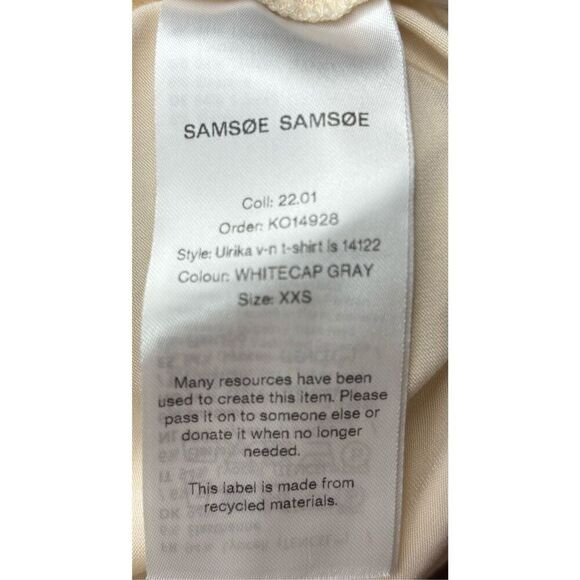 SAMSØE SAMSØE
Coll: 22.01
Order: KO14928
Style: Ulrika v-n t-shirt ls 14122
Colour: WHITECAP GRAY
Size: XXS
Many resources have been
used to create this item. Please
pass it on to someone else or
donate it when no longer
needed.
This label is made from
recycled materials.